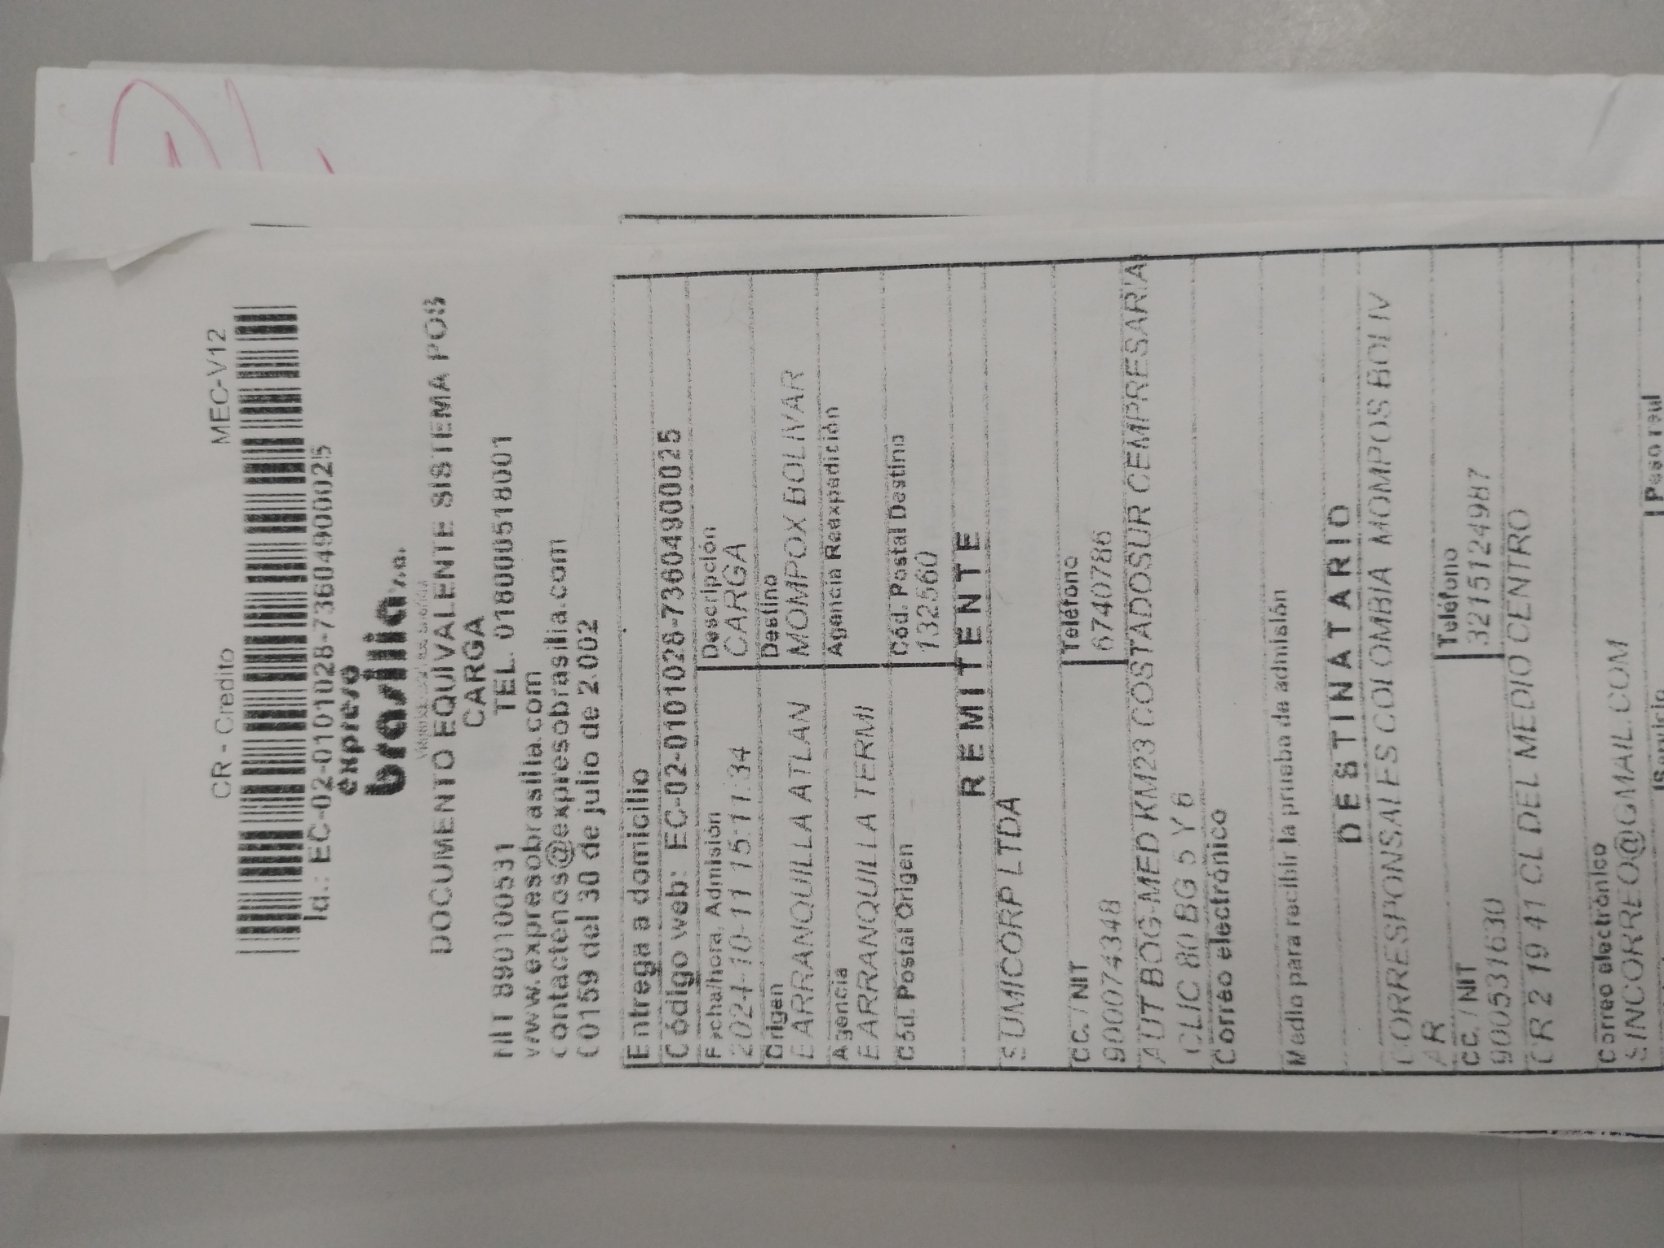 CR - Credito MEC-V12
Id.: EC-02-0101028-73604900025
expreso
brasilia s.a.
DOCUMENTO EQUIVALENTE SISTEMA POS
CARGA
NIT 890100531 TEL. 018000518001
www.expresobrasilia.com
contactenos@expresobrasilia.com
00159 del 30 de julio de 2.002
Entrega a domicilio
Código web: EC-02-0101028-73604900025
Fecha/hora, Admisión Descripción
2024-10-11 15:11:34 CARGA
Origen Destino
BARRANQUILLA ATLAN MOMPOX BOLIVAR
Agencia Agencia Reexpedición
BARRANQUILLA TERMI
Cód. Postal Origen Cód. Postal Destino
132560
REMITENTE
SUMICORP LTDA
CC. / NIT Teléfono
900074348 6740786
AUT BOG-MED KM23 COSTADOSUR CEMPRESARIA
CLIC 80 BG 5 Y 6
Correo electrónico
Medio para recibir la prueba de admisión
DESTINATARIO
CORRESPONSALES COLOMBIA MOMPOS BOLIV
AR
CC. / NIT Teléfono
900531630 3215124987
CR 2 19 41 CL DEL MEDIO CENTRO
Correo electrónico
SINCORREO@GMAIL.COM
Servicio